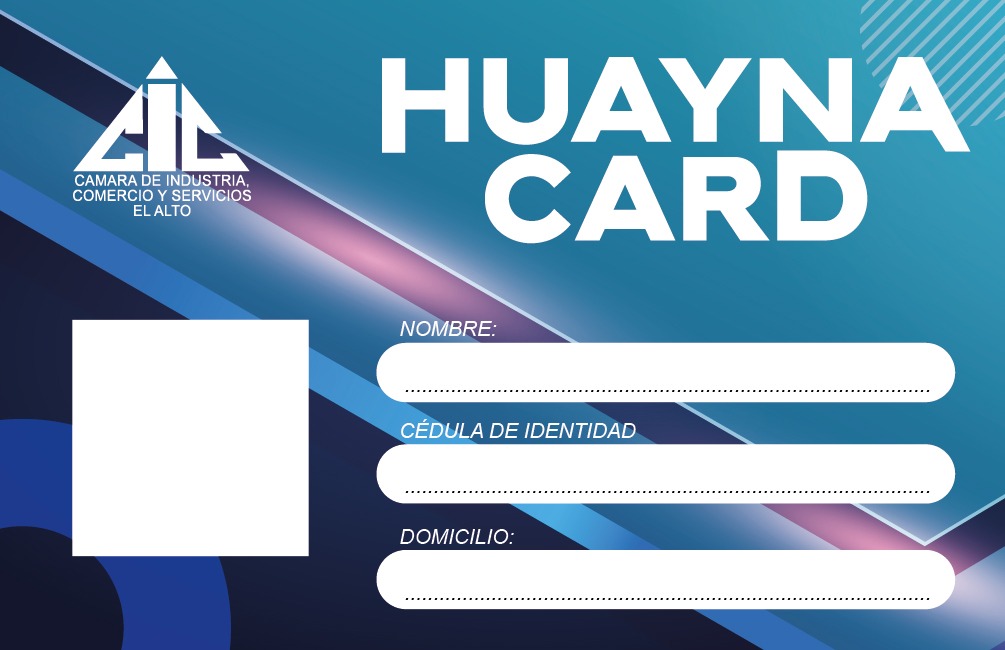 CIC
CAMARA DE INDUSTRIA,
COMERCIO Y SERVICIOS
EL ALTO
HUAYNA
CARD
NOMBRE:
CÉDULA DE IDENTIDAD
DOMICILIO: